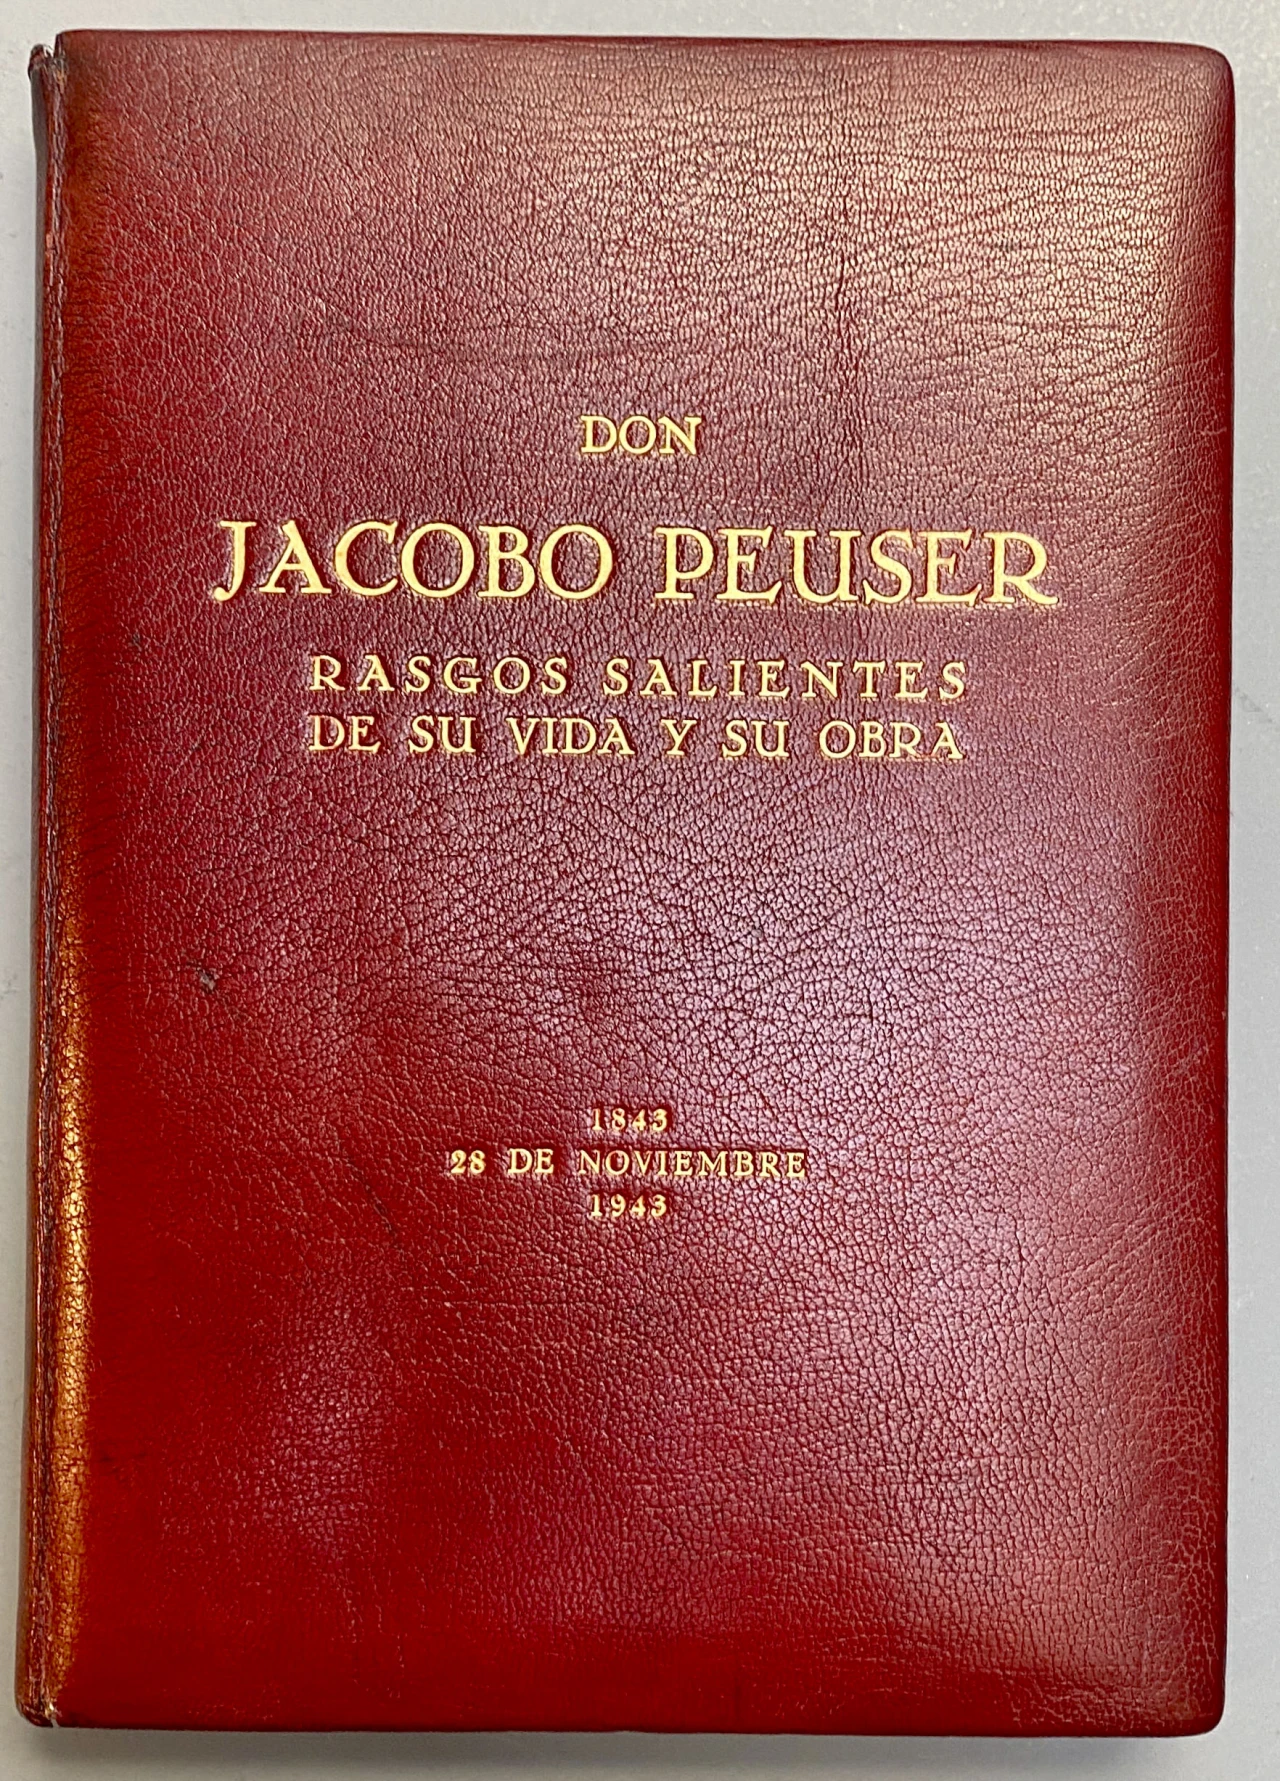 DON
JACOBO PEUSER
RASGOS SALIENTES
DE SU VIDA Y SU OBRA
1843
28 DE NOVIEMBRE
1943